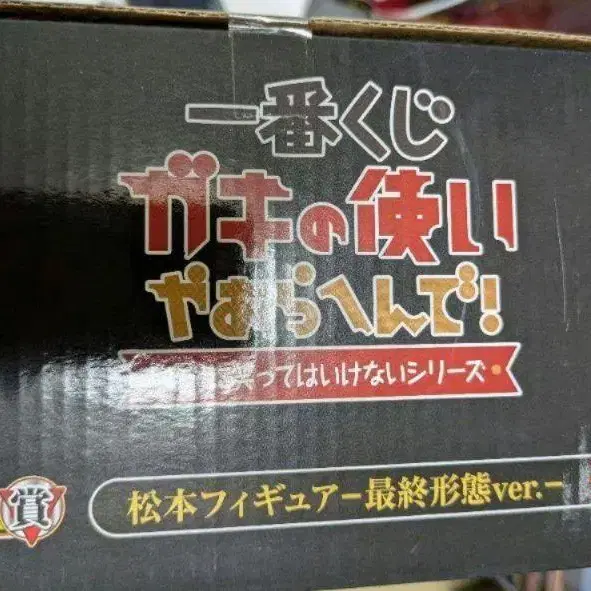 一番くじ
ガキの使い
やあらへんで!
笑ってはいけないシリーズ
賞
松本フィギュアー最終形態ver.ー